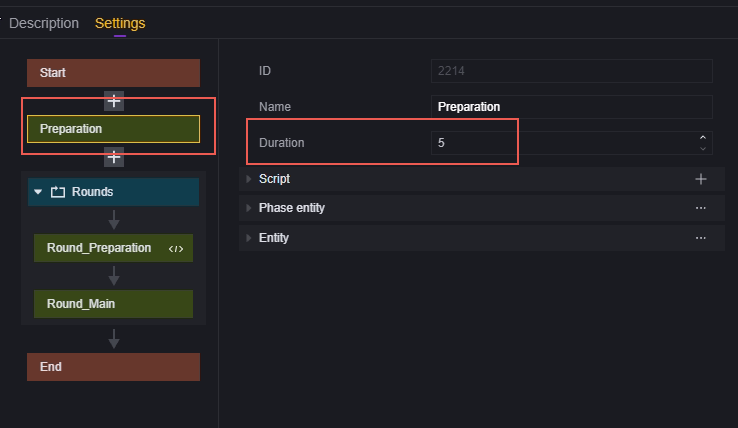 Description Settings
Start
Preparation
Rounds
Round_Preparation </>
Round_Main
End
ID 2214
Name Preparation
Duration 5
Script
Phase entity
Entity